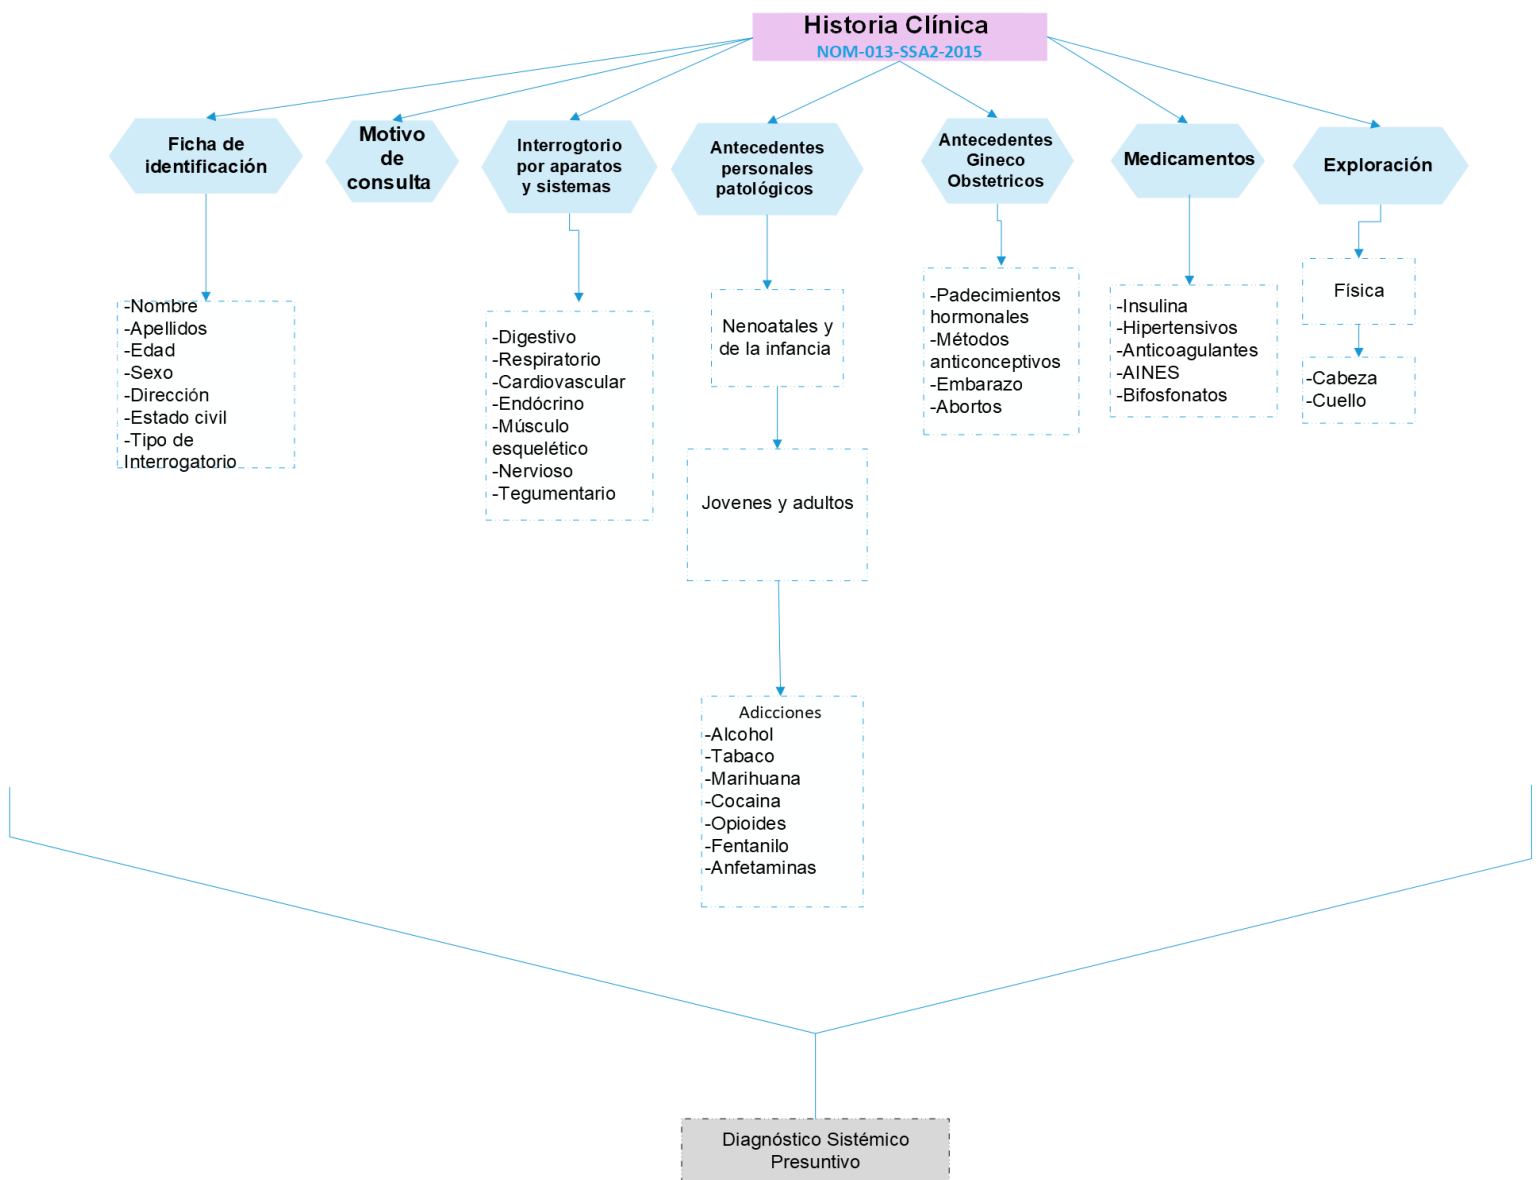 Historia Clínica
NOM-013-SSA2-2015
Ficha de
identificación
Motivo
de
consulta
Interrogtorio
por aparatos
y sistemas
Antecedentes
personales
patológicos
Antecedentes
Gineco
Obstetricos
Medicamentos
Exploración
-Nombre
-Apellidos
-Edad
-Sexo
-Dirección
-Estado civil
-Tipo de
Interrogatorio
-Digestivo
-Respiratorio
-Cardiovascular
-Endócrino
-Músculo
esquelético
-Nervioso
-Tegumentario
Nenoatales y
de la infancia
Jovenes y adultos
Adicciones
-Alcohol
-Tabaco
-Marihuana
-Cocaina
-Opioides
-Fentanilo
-Anfetaminas
-Padecimientos
hormonales
-Métodos
anticonceptivos
-Embarazo
-Abortos
-Insulina
-Hipertensivos
-Anticoagulantes
-AINES
-Bifosfonatos
Física
-Cabeza
-Cuello
Diagnóstico Sistémico
Presuntivo